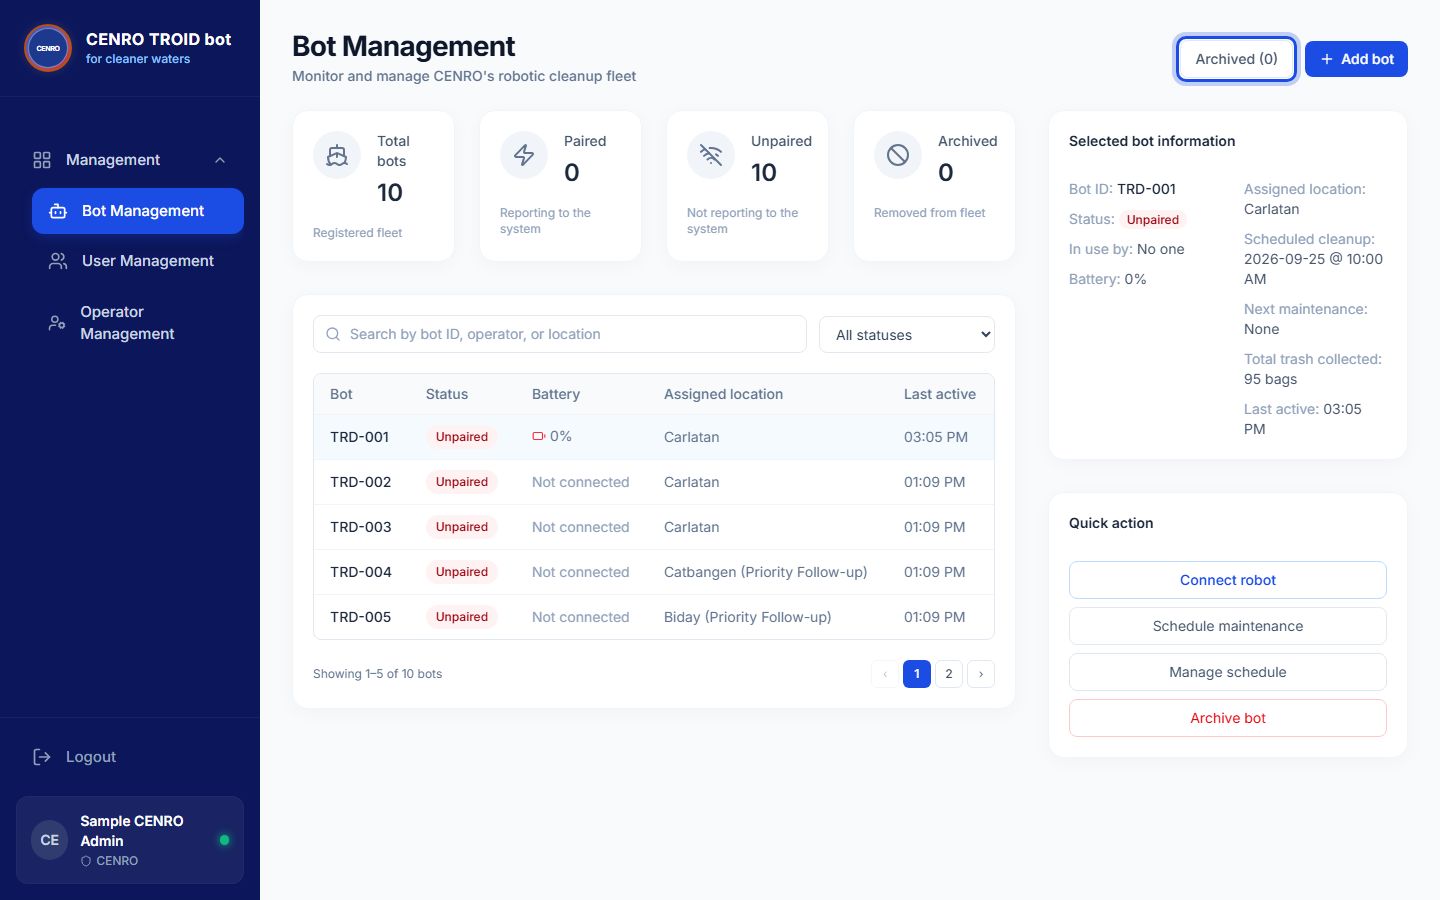 CENRO
CENRO TROID bot
for cleaner waters
Management
Bot Management
User Management
Operator
Management
Logout
CE
Sample CENRO
Admin
CENRO
Bot Management
Monitor and manage CENRO's robotic cleanup fleet
Archived (0)
+ Add bot
Total
bots
10
Registered fleet
Paired
0
Reporting to the
system
Unpaired
10
Not reporting to the
system
Archived
0
Removed from fleet
Search by bot ID, operator, or location
All statuses
Bot Status Battery Assigned location Last active
TRD-001 Unpaired 0% Carlatan 03:05 PM
TRD-002 Unpaired Not connected Carlatan 01:09 PM
TRD-003 Unpaired Not connected Carlatan 01:09 PM
TRD-004 Unpaired Not connected Catbangen (Priority Follow-up) 01:09 PM
TRD-005 Unpaired Not connected Biday (Priority Follow-up) 01:09 PM
Showing 1–5 of 10 bots
‹ 1 2 ›
Selected bot information
Bot ID: TRD-001
Status: Unpaired
In use by: No one
Battery: 0%
Assigned location:
Carlatan
Scheduled cleanup:
2026-09-25 @ 10:00
AM
Next maintenance:
None
Total trash collected:
95 bags
Last active: 03:05
PM
Quick action
Connect robot
Schedule maintenance
Manage schedule
Archive bot